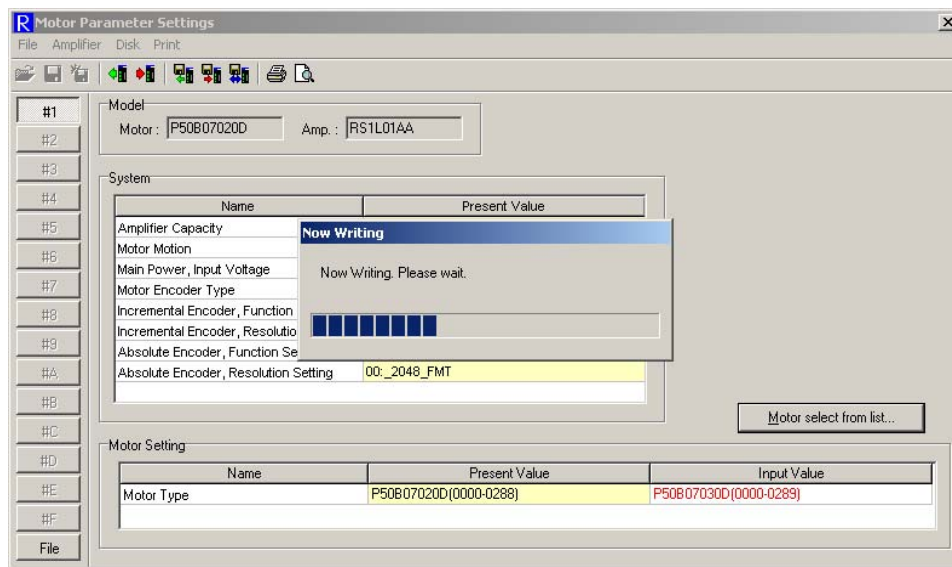 R Motor Parameter Settings
File Amplifier Disk Print
#1
#2
#3
#4
#5
#6
#7
#8
#9
#A
#B
#C
#D
#E
#F
File
Model
Motor : P50B07020D Amp. : RS1L01AA
System
Name Present Value
Amplifier Capacity
Motor Motion
Main Power, Input Voltage
Motor Encoder Type
Incremental Encoder, Function
Incremental Encoder, Resolutio
Absolute Encoder, Function Se
Absolute Encoder, Resolution Setting 00:_2048_FMT
Now Writing
Now Writing. Please wait.
Motor select from list...
Motor Setting
Name Present Value Input Value
Motor Type P50B07020D(0000-0288) P50B07030D(0000-0289)